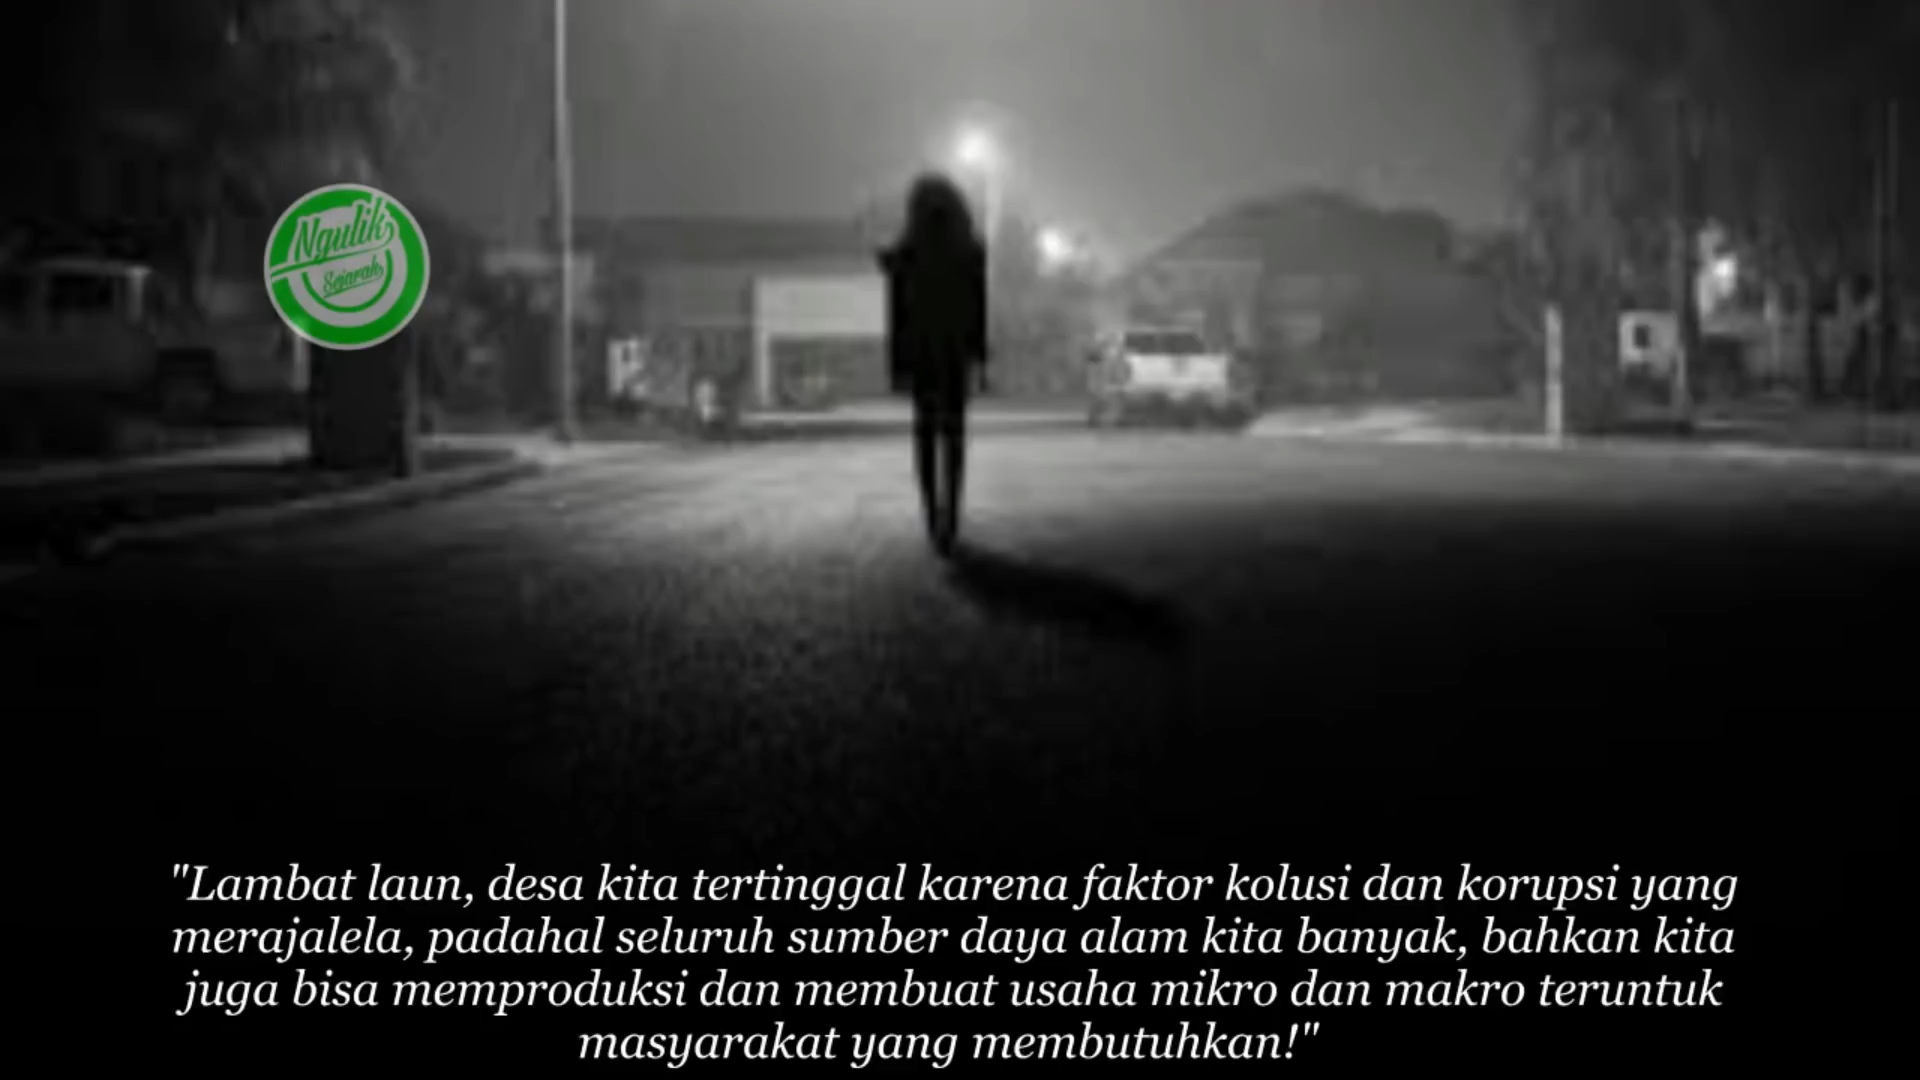 Ngulik
Sejarah
"Lambat laun, desa kita tertinggal karena faktor kolusi dan korupsi yang
merajalela, padahal seluruh sumber daya alam kita banyak, bahkan kita
juga bisa memproduksi dan membuat usaha mikro dan makro teruntuk
masyarakat yang membutuhkan!"